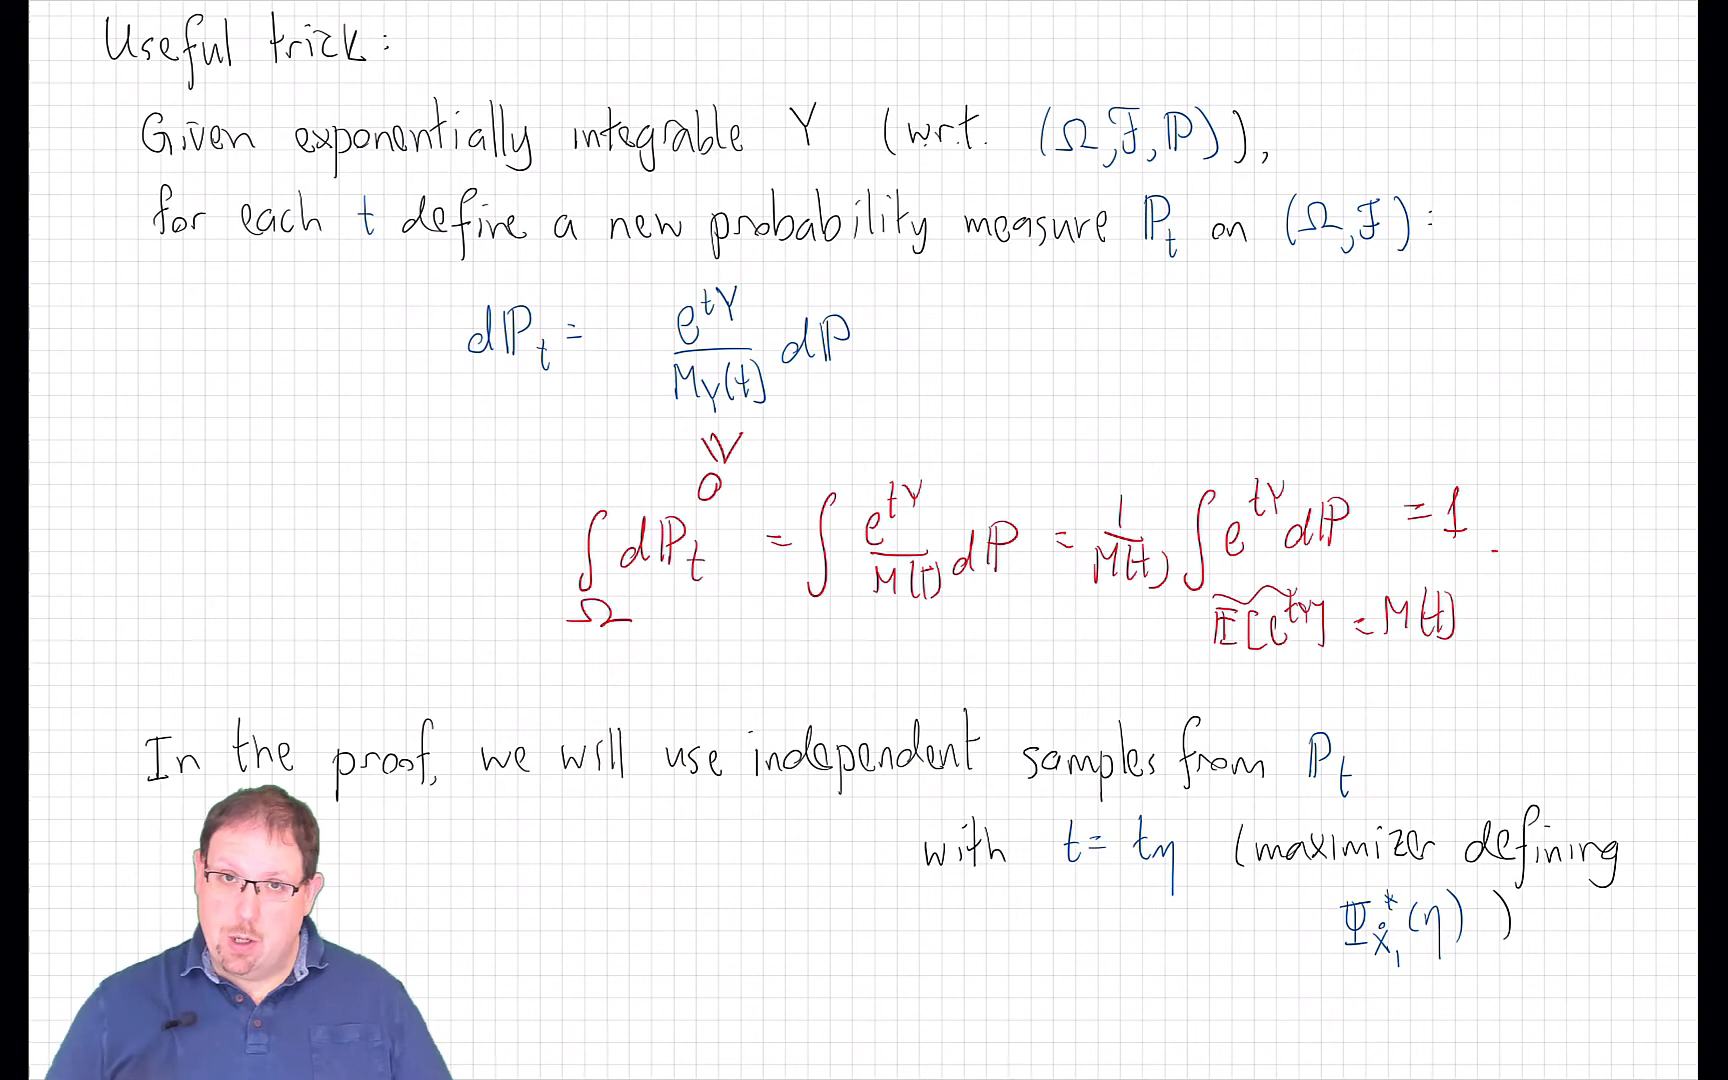 Useful trick:
Given exponentially integrable Y (w.r.t. (Ω, F, ℙ)),
for each t define a new probability measure ℙ_t on (Ω, F):
dℙ_t = e^{tY} / M_Y(t) dℙ
≥ 0
∫_Ω dℙ_t = ∫ e^{tY} / M(t) dℙ = 1 / M(t) ∫ e^{tY} dℙ = 1.
𝔼[e^{tY}] = M(t)
In the proof, we will use independent samples from ℙ_t
with t = t_η (maximizer defining
Ψ*_{X̊_1}(η))